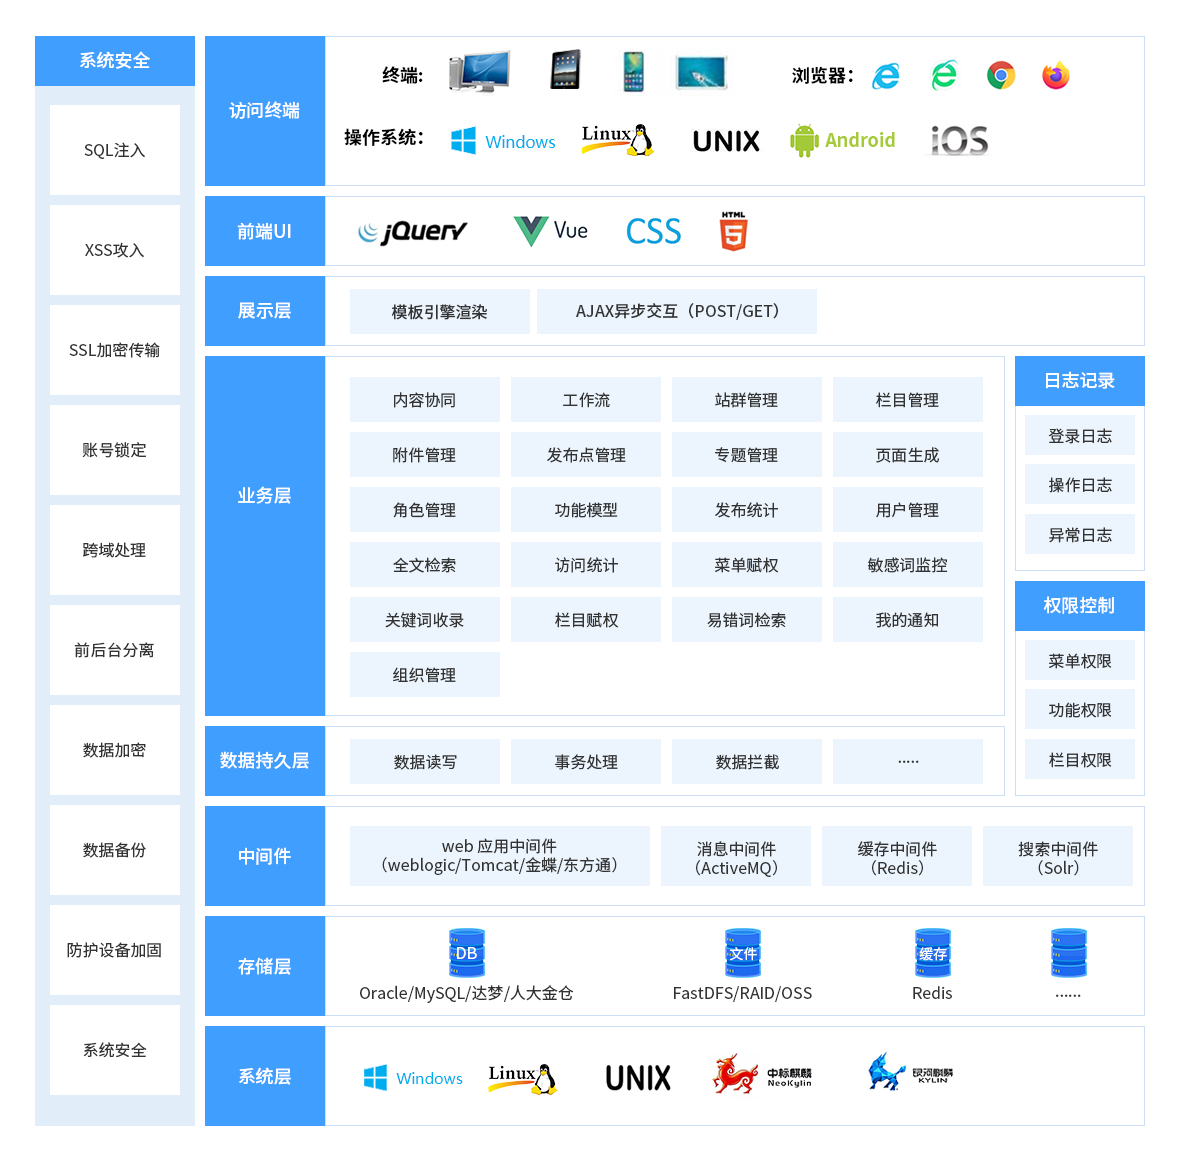 系统安全
SQL注入
XSS攻入
SSL加密传输
账号锁定
跨域处理
前后台分离
数据加密
数据备份
防护设备加固
系统安全
访问终端
终端:
浏览器:
操作系统:
Windows
Linux
UNIX
Android
iOS
前端UI
jQuery
Vue
CSS
HTML
5
展示层
模板引擎渲染
AJAX异步交互（POST/GET）
业务层
内容协同
工作流
站群管理
栏目管理
附件管理
发布点管理
专题管理
页面生成
角色管理
功能模型
发布统计
用户管理
全文检索
访问统计
菜单赋权
敏感词监控
关键词收录
栏目赋权
易错词检索
我的通知
组织管理
日志记录
登录日志
操作日志
异常日志
权限控制
菜单权限
功能权限
栏目权限
数据持久层
数据读写
事务处理
数据拦截
·····
中间件
web 应用中间件
（weblogic/Tomcat/金蝶/东方通）
消息中间件
（ActiveMQ）
缓存中间件
（Redis）
搜索中间件
（Solr）
存储层
DB
Oracle/MySQL/达梦/人大金仓
文件
FastDFS/RAID/OSS
缓存
Redis
······
系统层
Windows
Linux
UNIX
中标麒麟
NeoKylin
银河麒麟
KYLIN